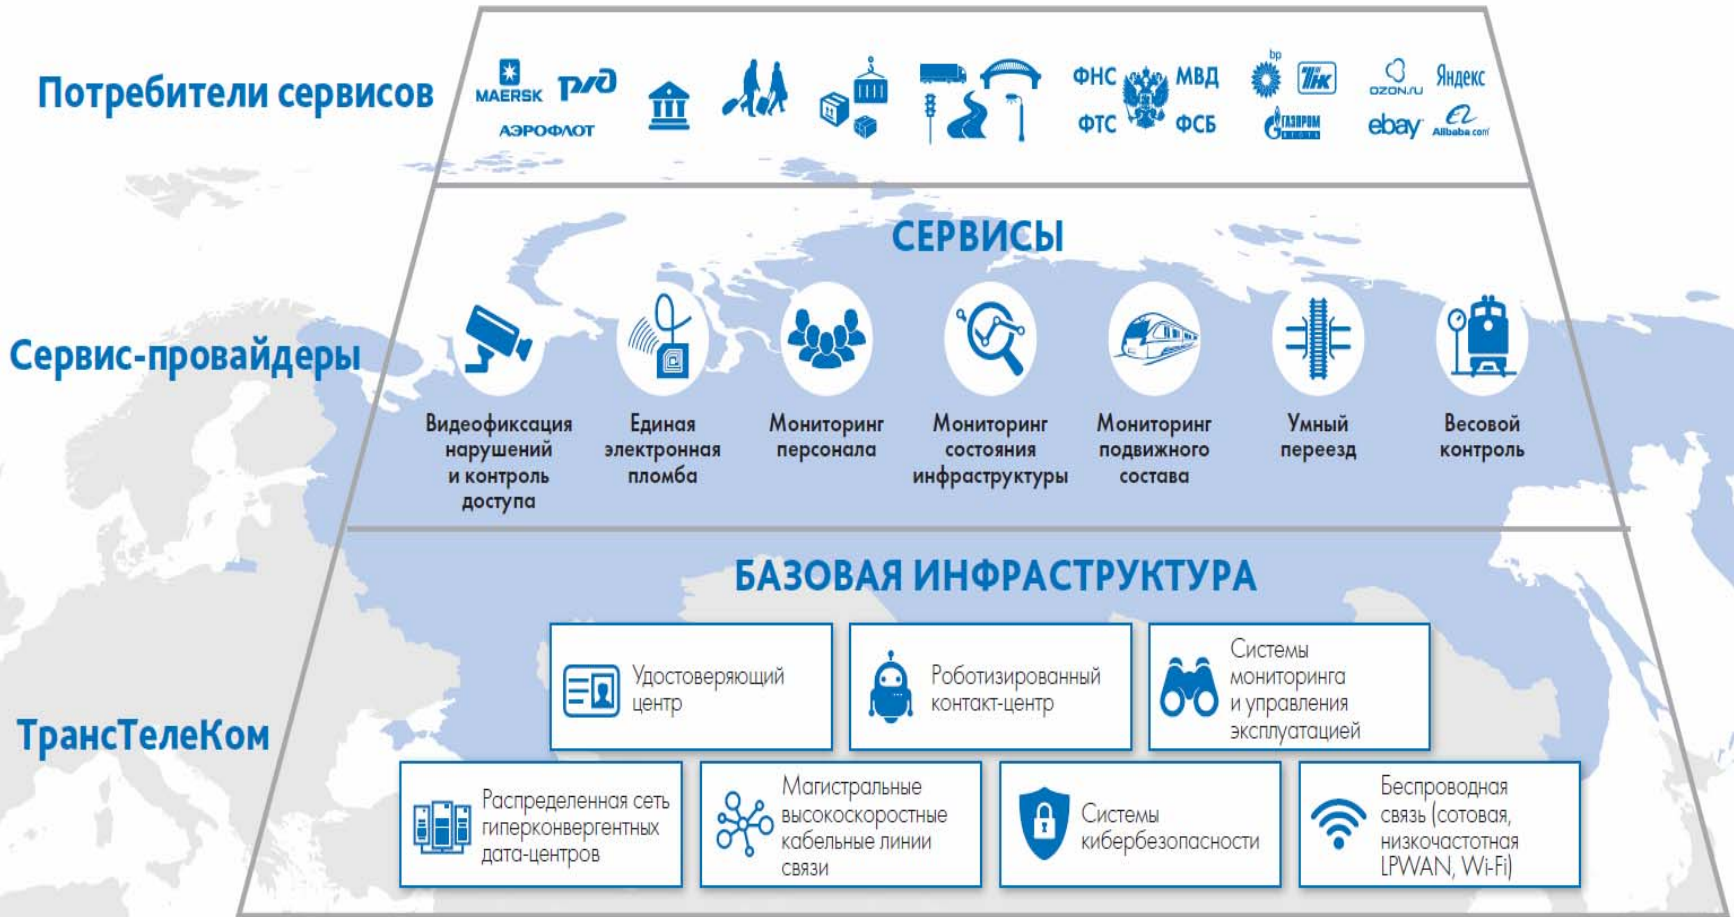 Потребители сервисов
MAERSK
РЖД
АЭРОФЛОТ
ФНС
МВД
ФТС
ФСБ
bp
ТНК
ГАЗПРОМ
OZON.RU
Яндекс
ebay
Alibaba.com
СЕРВИСЫ
Сервис-провайдеры
Видеофиксация
нарушений
и контроль
доступа
Единая
электронная
пломба
Мониторинг
персонала
Мониторинг
состояния
инфраструктуры
Мониторинг
подвижного
состава
Умный
переезд
Весовой
контроль
БАЗОВАЯ ИНФРАСТРУКТУРА
ТрансТелеКом
Удостоверяющий
центр
Роботизированный
контакт-центр
Системы
мониторинга
и управления
эксплуатацией
Распределенная сеть
гиперконвергентных
дата-центров
Магистральные
высокоскоростные
кабельные линии
связи
Системы
кибербезопасности
Беспроводная
связь (сотовая,
низкочастотная
LPWAN, Wi-Fi)